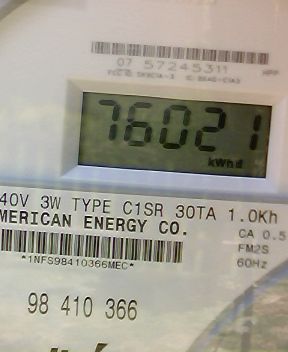 07 57245311
76021
kWhd
40V 3W TYPE C1SR 30TA 1.0Kh
MERICAN ENERGY CO.
CA 0.5
FM2S
60Hz
*1NFS98410366MEC*
98 410 366